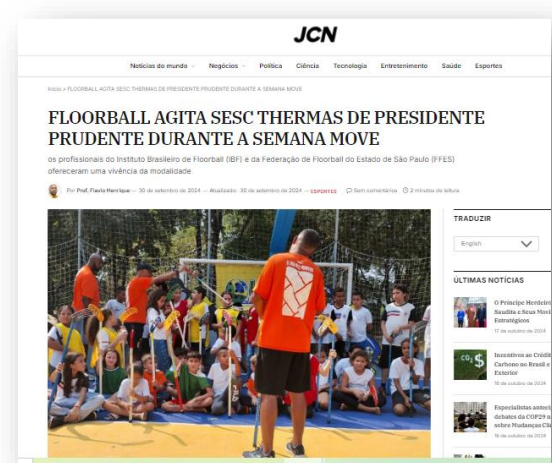 JCN
Notícias do mundo Negócios Política Ciência Tecnologia Entretenimento Saúde Esportes
Início » FLOORBALL AGITA SESC THERMAS DE PRESIDENTE PRUDENTE DURANTE A SEMANA MOVE
FLOORBALL AGITA SESC THERMAS DE PRESIDENTE
PRUDENTE DURANTE A SEMANA MOVE
os profissionais do Instituto Brasileiro de Floorball (IBF) e da Federação de Floorball do Estado de São Paulo (FFES)
ofereceram uma vivência da modalidade
Por Prof. Flavio Henrique — 30 de setembro de 2024 — Atualizado: 30 de setembro de 2024 — ESPORTES Sem comentários 2 minutos de leitura
TRADUZIR
English
ÚLTIMAS NOTÍCIAS
O Príncipe Herdeiro
Saudita e Seus Movi
Estratégicos
17 de outubro de 2024
CO₂ $
Incentivos ao Crédit
Carbono no Brasil e
Exterior
16 de outubro de 2024
Especialistas antec
debates da COP29 n
sobre Mudanças Cli
16 de outubro de 2024